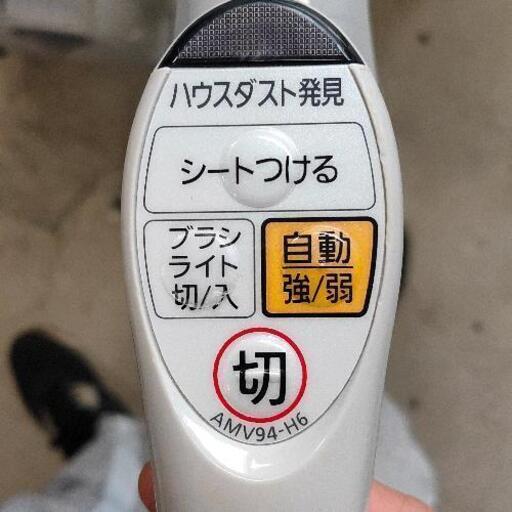 ハウスダスト発見
シートつける
ブラシ
ライト
切/入
自動
強/弱
切
AMV94-H6